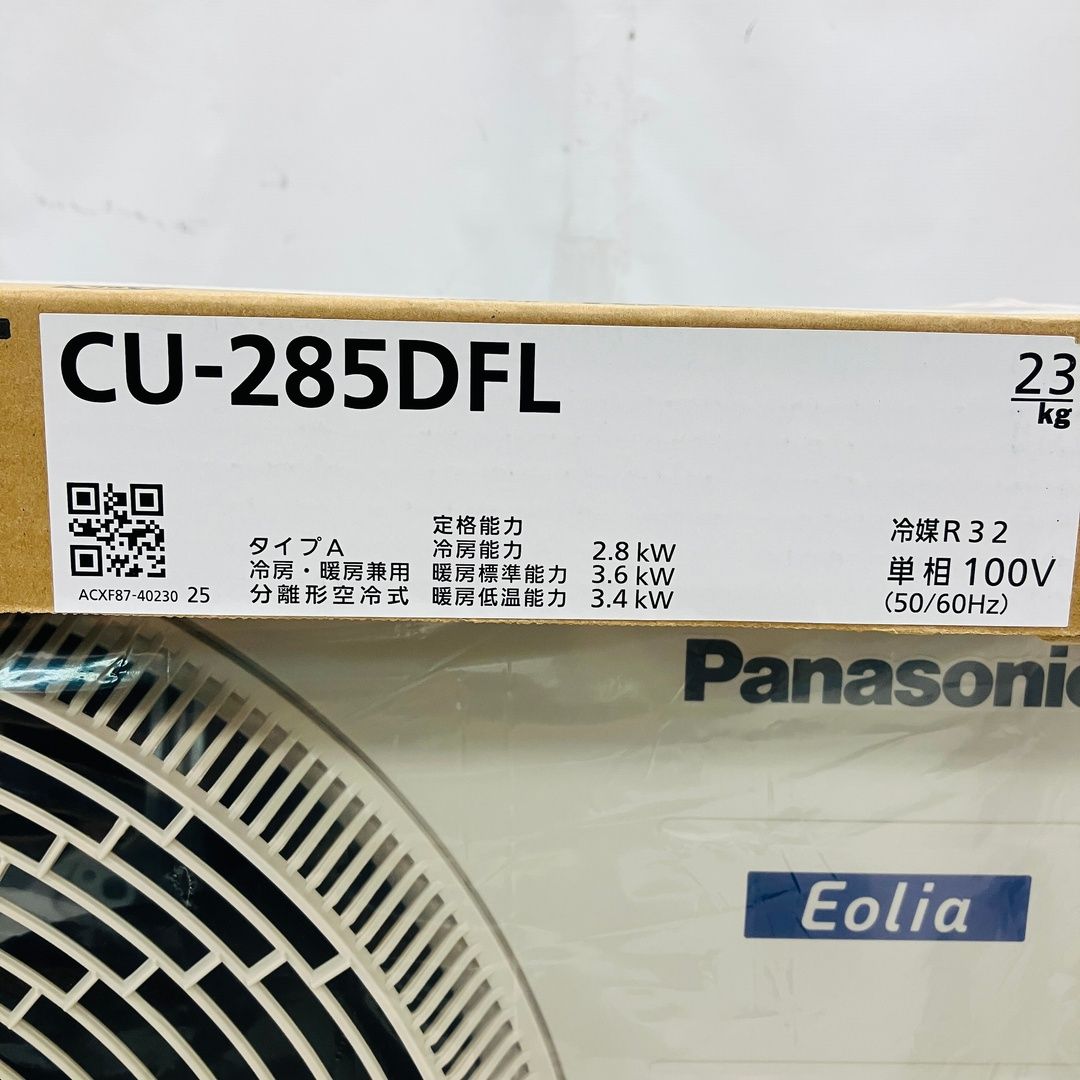 CU-285DFL
23
kg
ACXF87-40230 25
タイプA
冷房・暖房兼用
分離形空冷式
定格能力
冷房能力 2.8 kW
暖房標準能力 3.6 kW
暖房低温能力 3.4 kW
冷媒R32
単相 100V
(50/60Hz)
Panasonic
Eolia